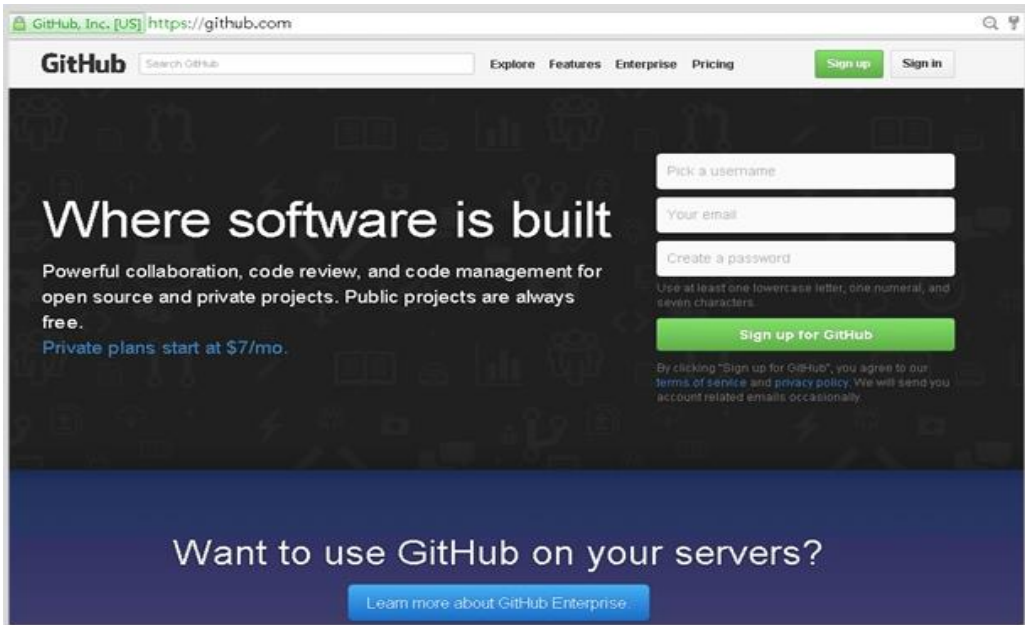 GitHub, Inc. [US] https://github.com
GitHub Search GitHub Explore Features Enterprise Pricing Sign up Sign in
Where software is built
Powerful collaboration, code review, and code management for
open source and private projects. Public projects are always
free.
Private plans start at $7/mo.
Pick a username
Your email
Create a password
Use at least one lowercase letter, one numeral, and
seven characters.
Sign up for GitHub
By clicking "Sign up for GitHub", you agree to our
terms of service and privacy policy. We will send you
account related emails occasionally.
Want to use GitHub on your servers?
Learn more about GitHub Enterprise.